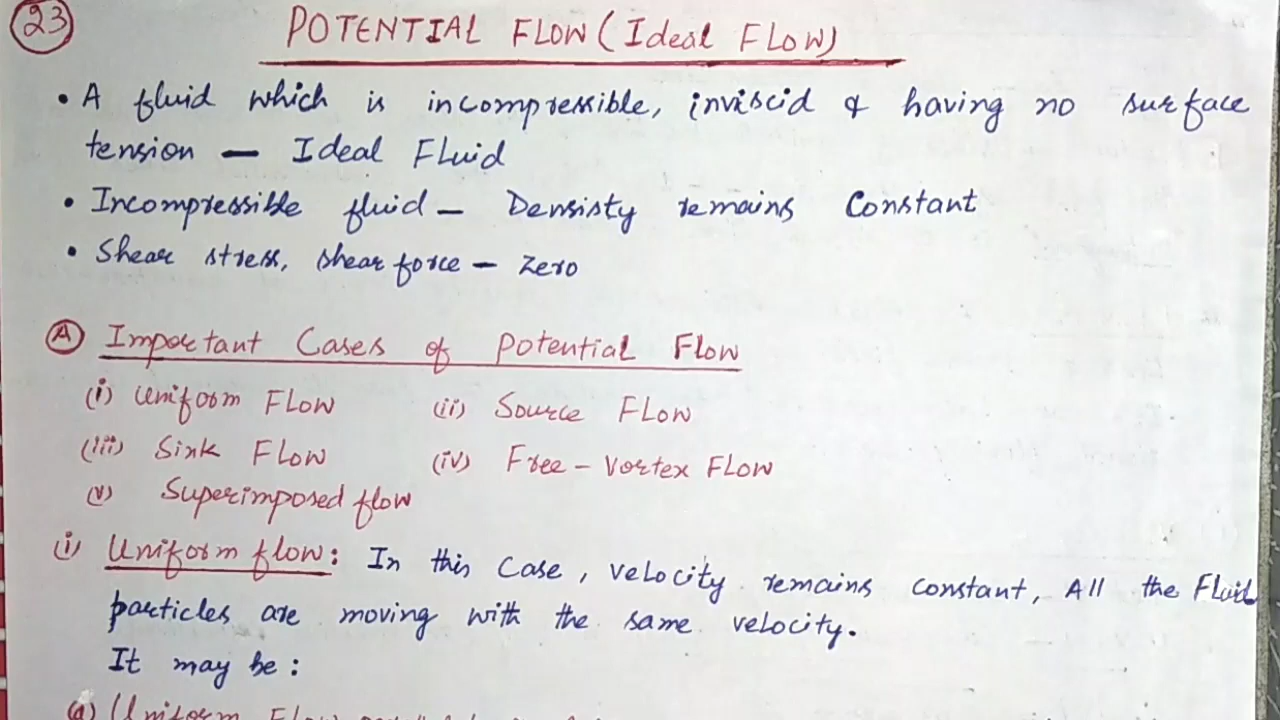 23
POTENTIAL FLOW (Ideal FLOW)
• A fluid which is incompressible, inviscid & having no surface
tension — Ideal Fluid
• Incompressible fluid — Densisty remains Constant
• Shear stress, shear force — Zero
A Important Cases of Potential Flow
(i) Uniform FLOW (ii) Source FLOW
(iii) Sink FLOW (iv) Free - Vortex FLOW
(v) Superimposed flow
(i) Uniform flow: In this case, velocity remains constant, All the Fluid
particles are moving with the same velocity.
It may be:
(a) Uniform Flow